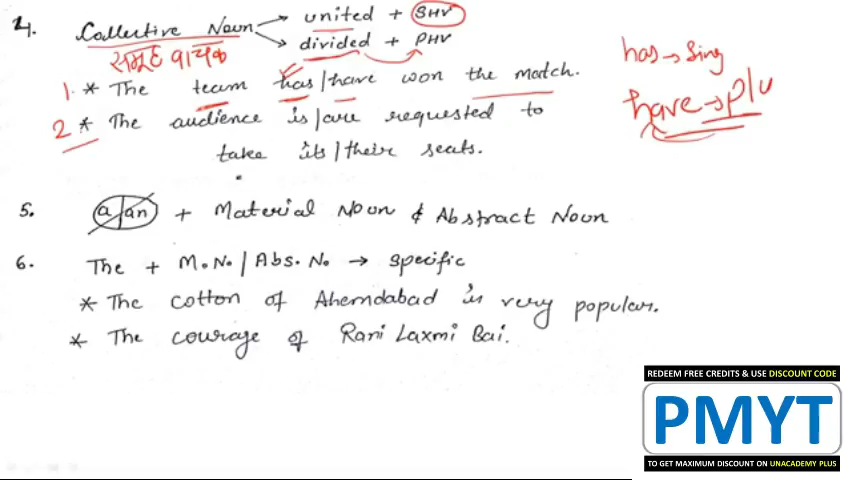 4. Collective Noun → united + SHV
→ divided + PHV
समूह वाचक
has → Sing
have → plu
1. * The team has/have won the match.
2 * The audience is/are requested to
take its/their seats.
5. a/an + Material Noun & Abstract Noun
6. The + M.No/Abs.No → specific
* The cotton of Ahemdabad is very popular.
* The courage of Rani Laxmi Bai.
REDEEM FREE CREDITS & USE DISCOUNT CODE
PMYT
TO GET MAXIMUM DISCOUNT ON UNACADEMY PLUS